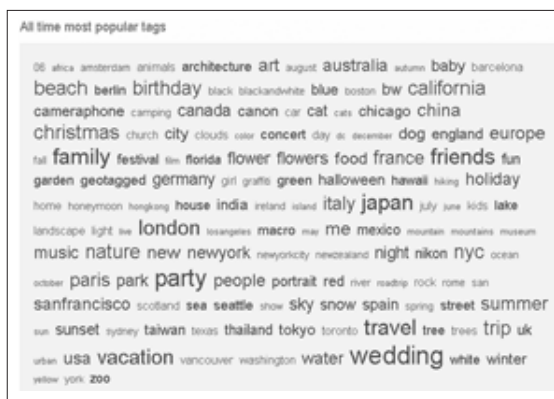 All time most popular tags
06 africa amsterdam animals architecture art august australia autumn baby barcelona
beach berlin birthday black blackandwhite blue boston bw california
cameraphone camping canada canon car cat cats chicago china
christmas church city clouds color concert day dc december dog england europe
fall family festival film florida flower flowers food france friends fun
garden geotagged germany girl graffiti green halloween hawaii hiking holiday
home honeymoon hongkong house india ireland island italy japan july june kids lake
landscape light live london losangeles macro may me mexico mountain mountains museum
music nature new newyork newyorkcity newzealand night nikon nyc ocean
october paris park party people portrait red river roadtrip rock rome san
sanfrancisco scotland sea seattle snow sky snow spain spring street summer
sun sunset sydney taiwan texas thailand tokyo toronto travel tree trees trip uk
urban usa vacation vancouver washington water wedding white winter
yellow york zoo